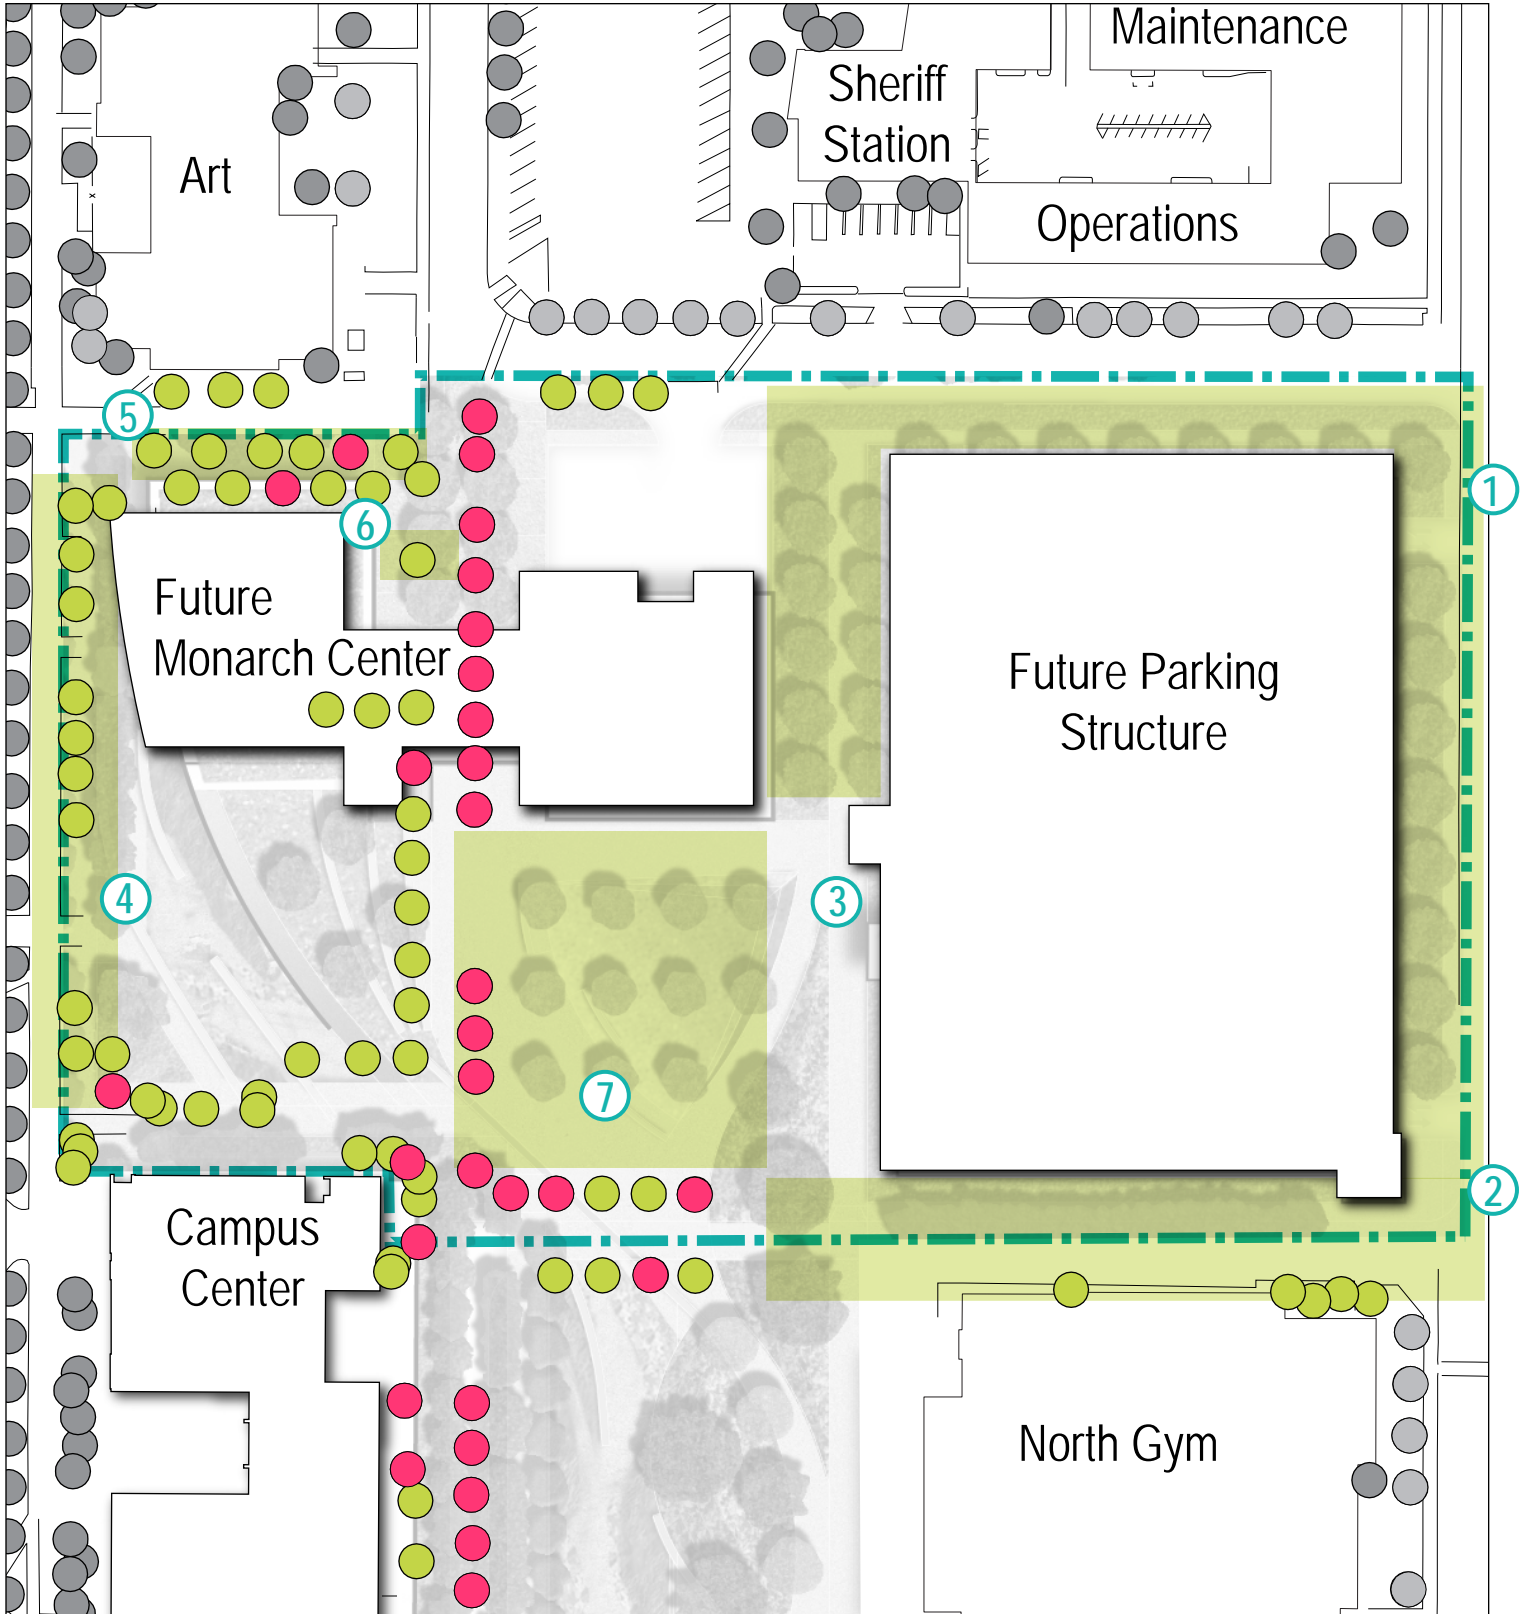 Maintenance
Sheriff
Station
Art
Operations
5
1
6
Future
Monarch Center
Future Parking
Structure
4
3
7
2
Campus
Center
North Gym